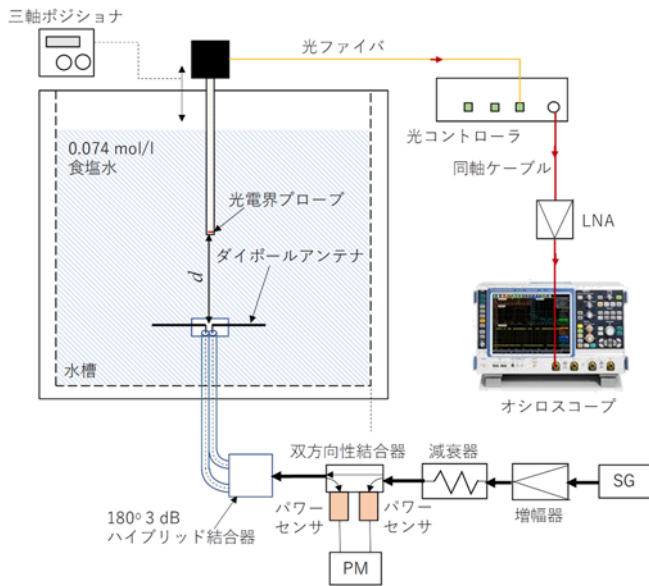 三軸ポジショナ
光ファイバ
0.074 mol/l
食塩水
光コントローラ
同軸ケーブル
光電界プローブ
LNA
ダイポールアンテナ
d
水槽
オシロスコープ
双方向性結合器
減衰器
SG
増幅器
パワー
センサ
パワー
センサ
180º 3 dB
ハイブリッド結合器
PM